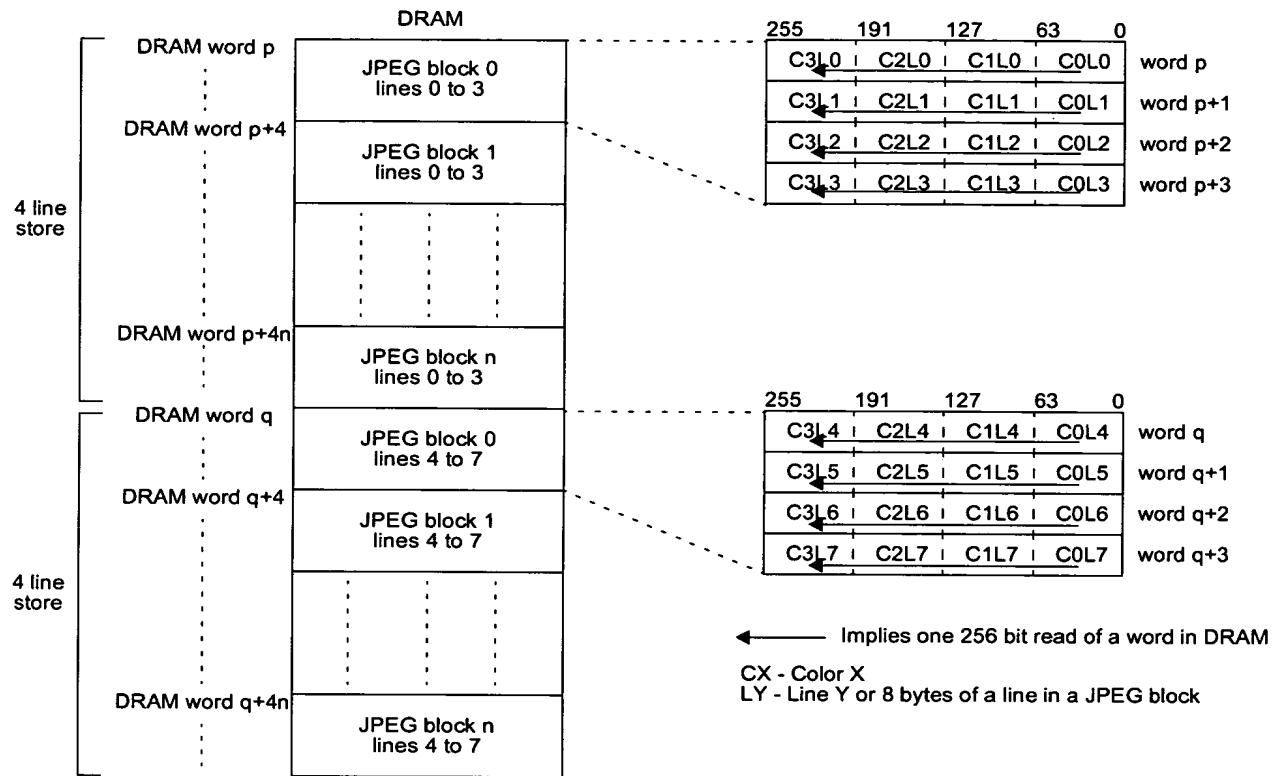 DRAM
DRAM word p
JPEG block 0
lines 0 to 3
DRAM word p+4
JPEG block 1
lines 0 to 3
4 line
store
DRAM word p+4n
JPEG block n
lines 0 to 3
DRAM word q
JPEG block 0
lines 4 to 7
DRAM word q+4
JPEG block 1
lines 4 to 7
4 line
store
DRAM word q+4n
JPEG block n
lines 4 to 7
255 191 127 63 0
C3L0 C2L0 C1L0 C0L0 word p
C3L1 C2L1 C1L1 C0L1 word p+1
C3L2 C2L2 C1L2 C0L2 word p+2
C3L3 C2L3 C1L3 C0L3 word p+3
255 191 127 63 0
C3L4 C2L4 C1L4 C0L4 word q
C3L5 C2L5 C1L5 C0L5 word q+1
C3L6 C2L6 C1L6 C0L6 word q+2
C3L7 C2L7 C1L7 C0L7 word q+3
Implies one 256 bit read of a word in DRAM
CX - Color X
LY - Line Y or 8 bytes of a line in a JPEG block